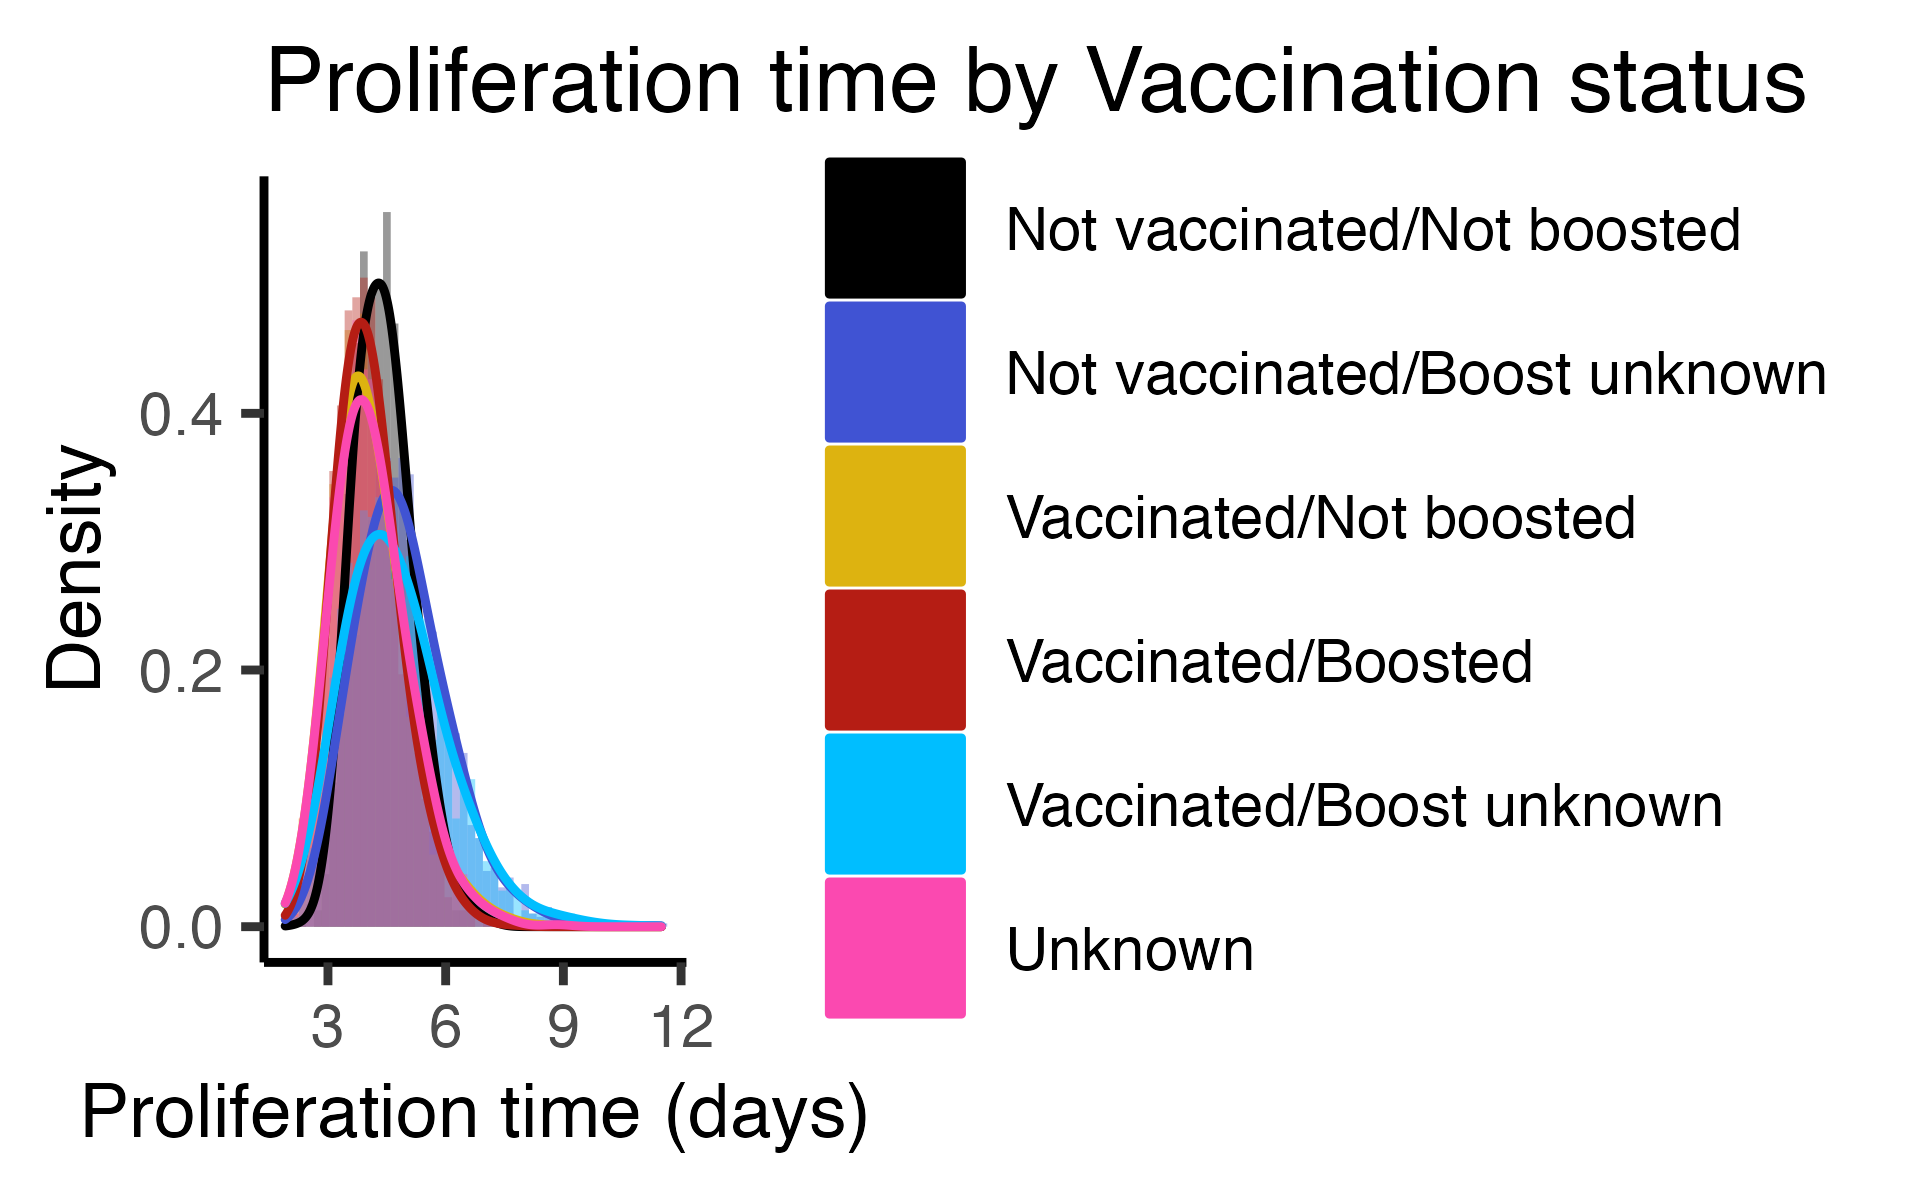 Proliferation time by Vaccination status
Not vaccinated/Not boosted
Not vaccinated/Boost unknown
Vaccinated/Not boosted
Vaccinated/Boosted
Vaccinated/Boost unknown
Unknown
Density
0.4
0.2
0.0
3 6 9 12
Proliferation time (days)